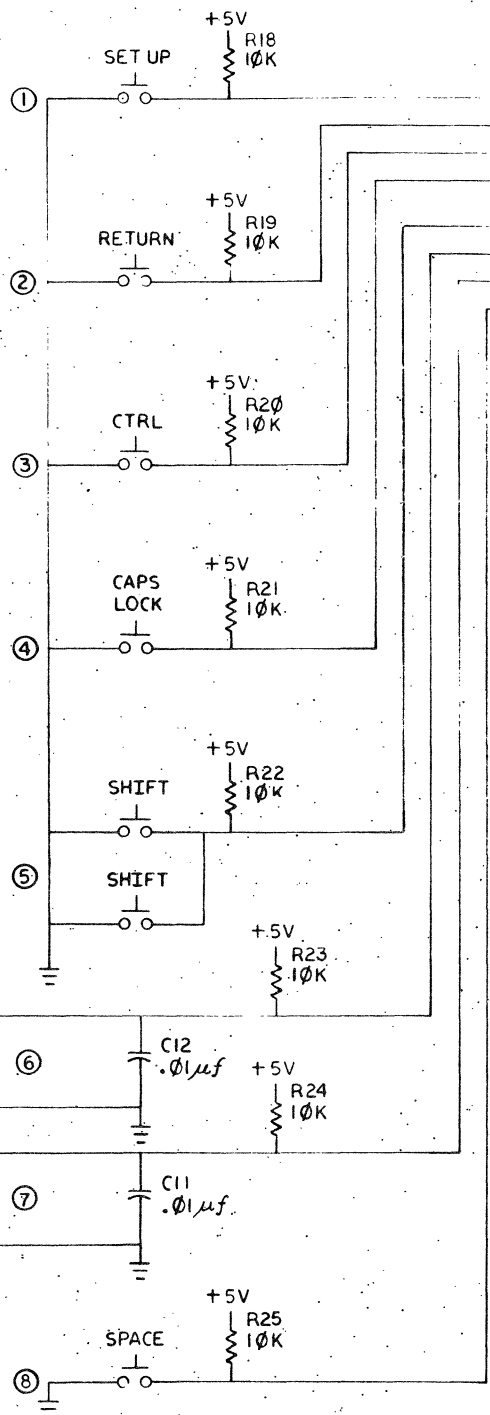 +5V
R18
1ØK
SET UP
①
+5V
R19
1ØK
RETURN
②
+5V
R2Ø
1ØK
CTRL
③
+5V
R21
1ØK
CAPS
LOCK
④
+5V
R22
1ØK
SHIFT
⑤
SHIFT
+5V
R23
1ØK
⑥
C12
.Ø1µf
+5V
R24
1ØK
⑦
C11
.Ø1µf
+5V
R25
1ØK
SPACE
⑧